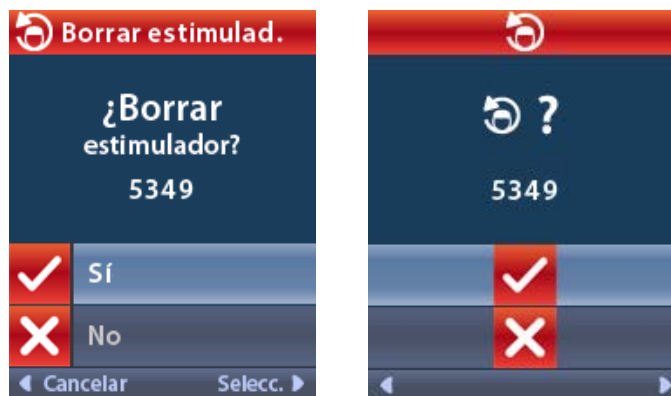 Borrar estimulad.
¿Borrar
estimulador?
5349
Sí
No
Cancelar Selecc.
?
5349